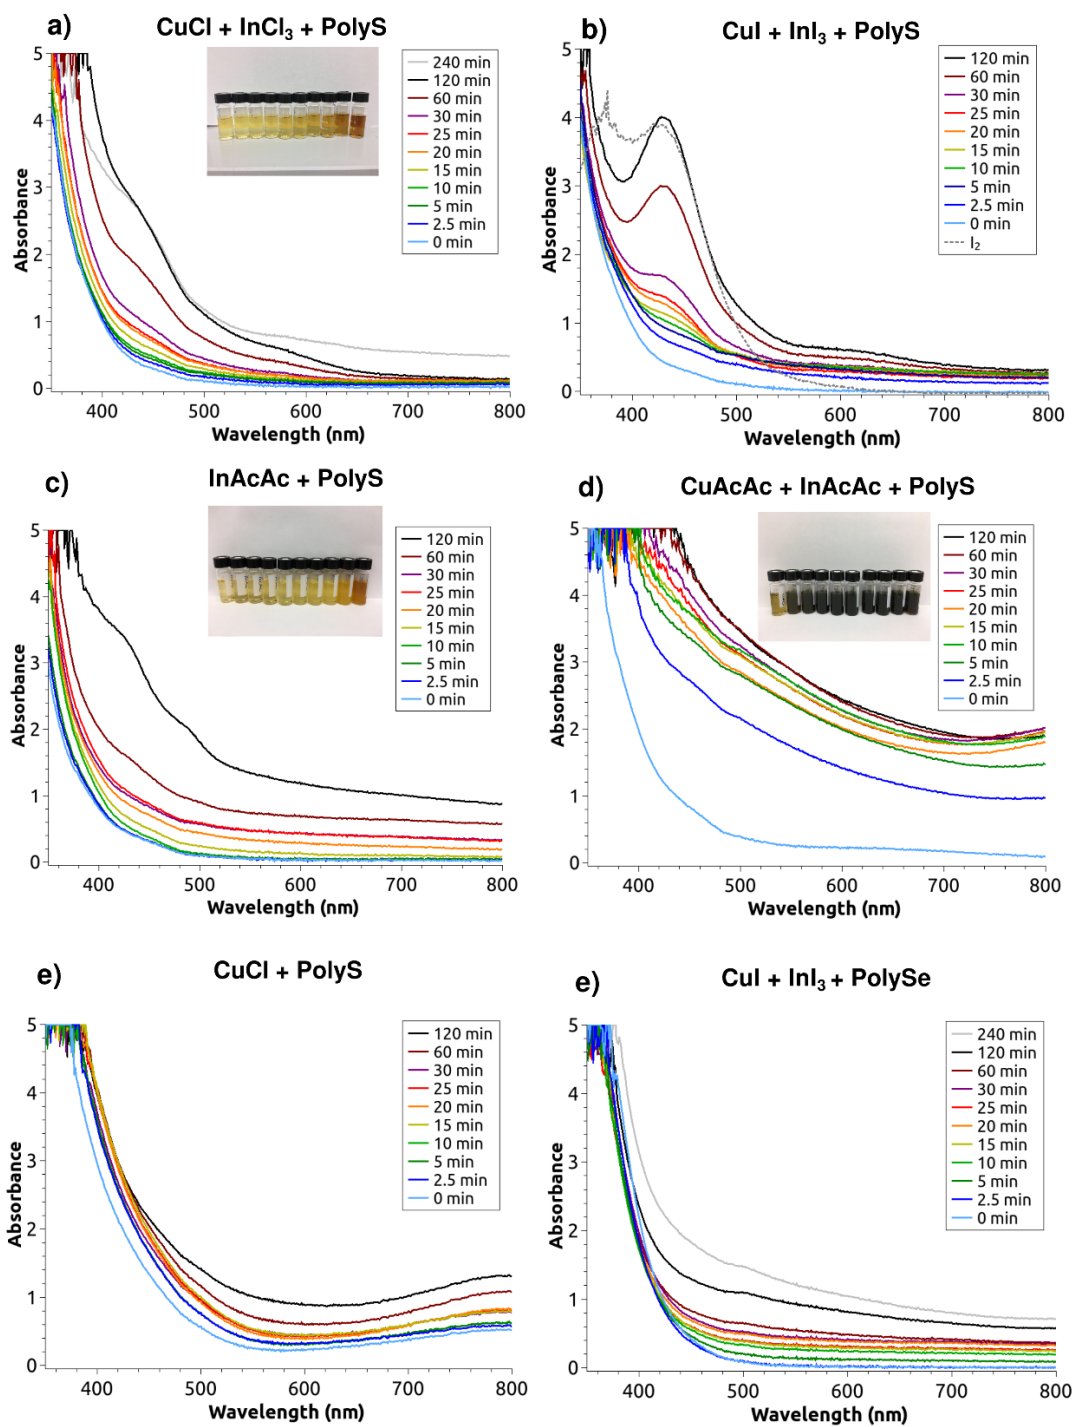 a)
CuCl + InCl₃ + PolyS
5
4
3
2
1
0
Absorbance
240 min
120 min
60 min
30 min
25 min
20 min
15 min
10 min
5 min
2.5 min
0 min
400 500 600 700 800
Wavelength (nm)
b)
CuI + InI₃ + PolyS
5
4
3
2
1
0
Absorbance
120 min
60 min
30 min
25 min
20 min
15 min
10 min
5 min
2.5 min
0 min
I₂
400 500 600 700 800
Wavelength (nm)
c)
InAcAc + PolyS
5
4
3
2
1
0
Absorbance
120 min
60 min
30 min
25 min
20 min
15 min
10 min
5 min
2.5 min
0 min
400 500 600 700 800
Wavelength (nm)
d)
CuAcAc + InAcAc + PolyS
5
4
3
2
1
0
Absorbance
120 min
60 min
30 min
25 min
20 min
15 min
10 min
5 min
2.5 min
0 min
400 500 600 700 800
Wavelength (nm)
e)
CuCl + PolyS
5
4
3
2
1
0
Absorbance
120 min
60 min
30 min
25 min
20 min
15 min
10 min
5 min
2.5 min
0 min
400 500 600 700 800
Wavelength (nm)
e)
CuI + InI₃ + PolySe
5
4
3
2
1
0
Absorbance
240 min
120 min
60 min
30 min
25 min
20 min
15 min
10 min
5 min
2.5 min
0 min
400 500 600 700 800
Wavelength (nm)